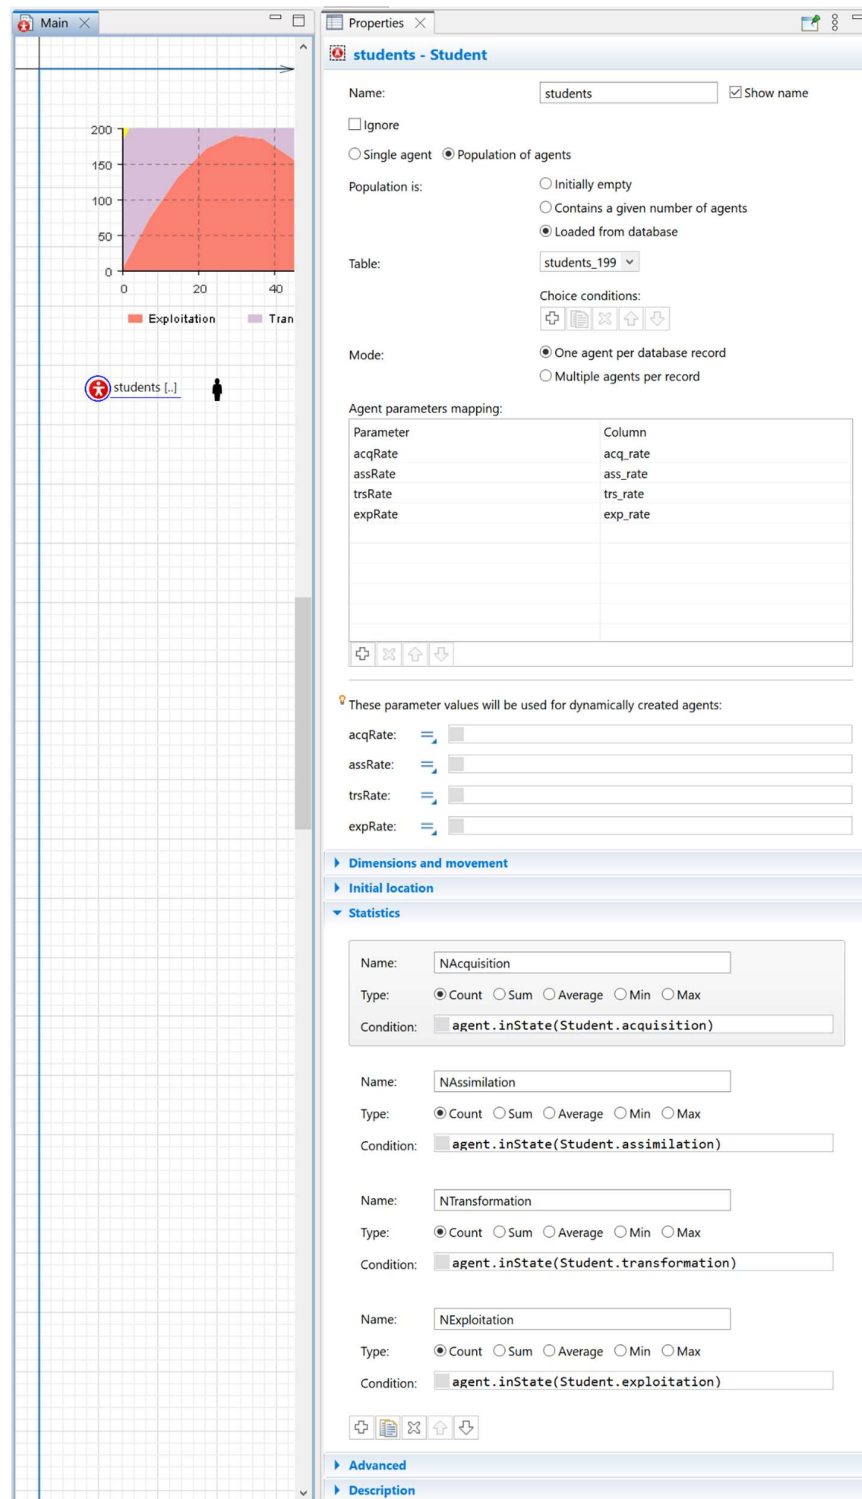 Main
200
150
100
50
0
0 20 40
Exploitation Tran
students [..]
Properties
students - Student
Name: students Show name
Ignore
Single agent Population of agents
Population is: Initially empty
Contains a given number of agents
Loaded from database
Table: students_199
Choice conditions:
Mode: One agent per database record
Multiple agents per record
Agent parameters mapping:
Parameter Column
acqRate acq_rate
assRate ass_rate
trsRate trs_rate
expRate exp_rate
These parameter values will be used for dynamically created agents:
acqRate:
assRate:
trsRate:
expRate:
Dimensions and movement
Initial location
Statistics
Name: NAcquisition
Type: Count Sum Average Min Max
Condition: agent.inState(Student.acquisition)
Name: NAssimilation
Type: Count Sum Average Min Max
Condition: agent.inState(Student.assimilation)
Name: NTransformation
Type: Count Sum Average Min Max
Condition: agent.inState(Student.transformation)
Name: NExploitation
Type: Count Sum Average Min Max
Condition: agent.inState(Student.exploitation)
Advanced
Description